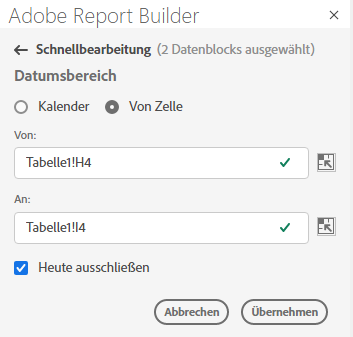 Adobe Report Builder
Schnellbearbeitung (2 Datenblocks ausgewählt)
Datumsbereich
Kalender Von Zelle
Von:
Tabelle1!H4
An:
Tabelle1!I4
Heute ausschließen
Abbrechen Übernehmen